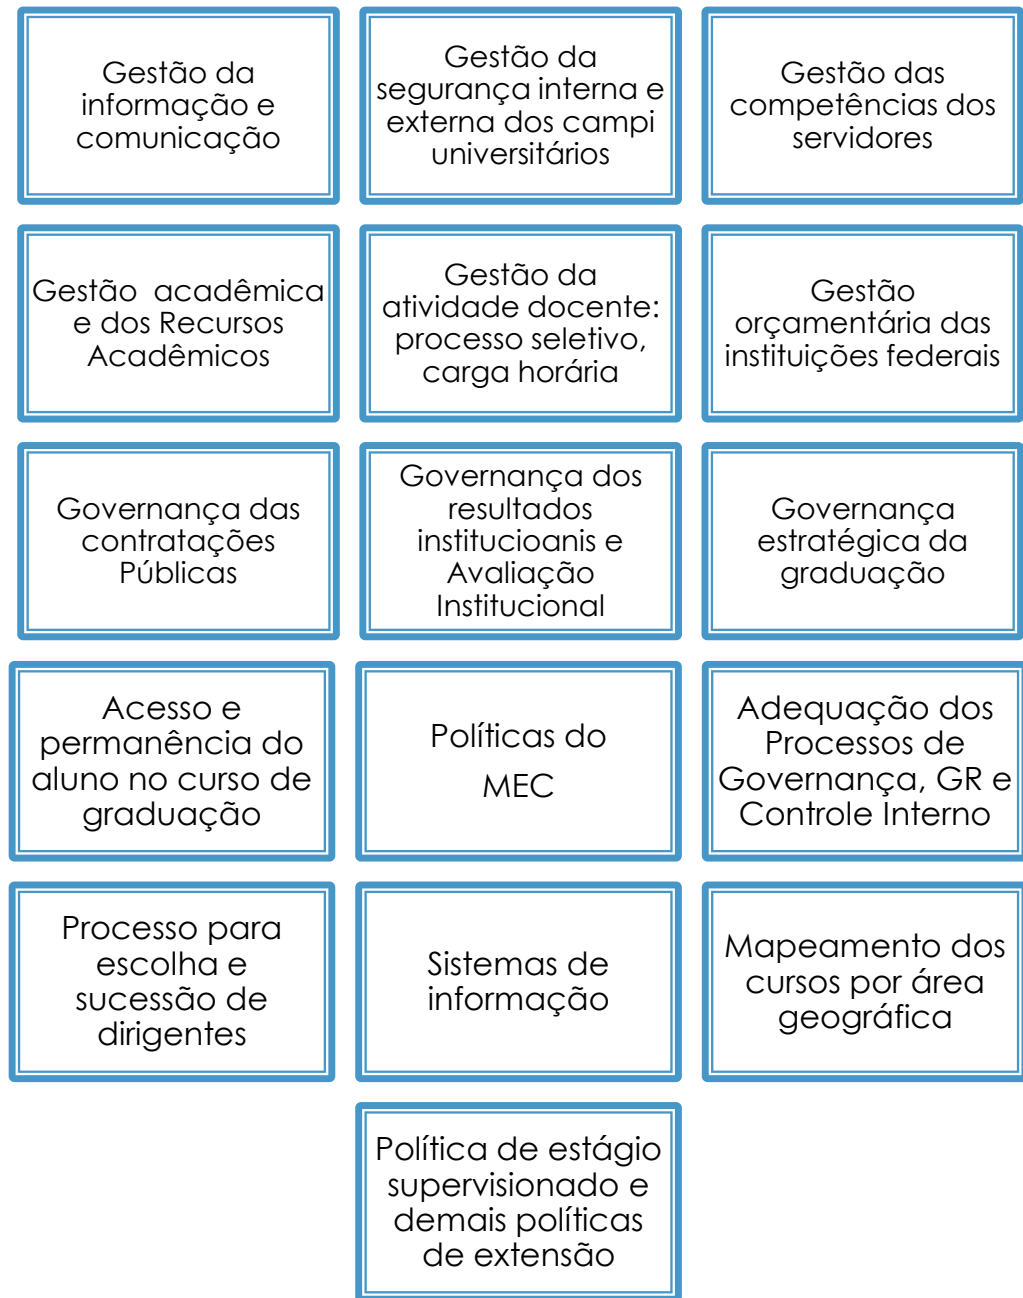 Gestão da
informação e
comunicação
Gestão da
segurança interna e
externa dos campi
universitários
Gestão das
competências dos
servidores
Gestão acadêmica
e dos Recursos
Acadêmicos
Gestão da
atividade docente:
processo seletivo,
carga horária
Gestão
orçamentária das
instituições federais
Governança das
contratações
Públicas
Governança dos
resultados
institucioanis e
Avaliação
Institucional
Governança
estratégica da
graduação
Acesso e
permanência do
aluno no curso de
graduação
Políticas do
MEC
Adequação dos
Processos de
Governança, GR e
Controle Interno
Processo para
escolha e
sucessão de
dirigentes
Sistemas de
informação
Mapeamento dos
cursos por área
geográfica
Política de estágio
supervisionado e
demais políticas
de extensão